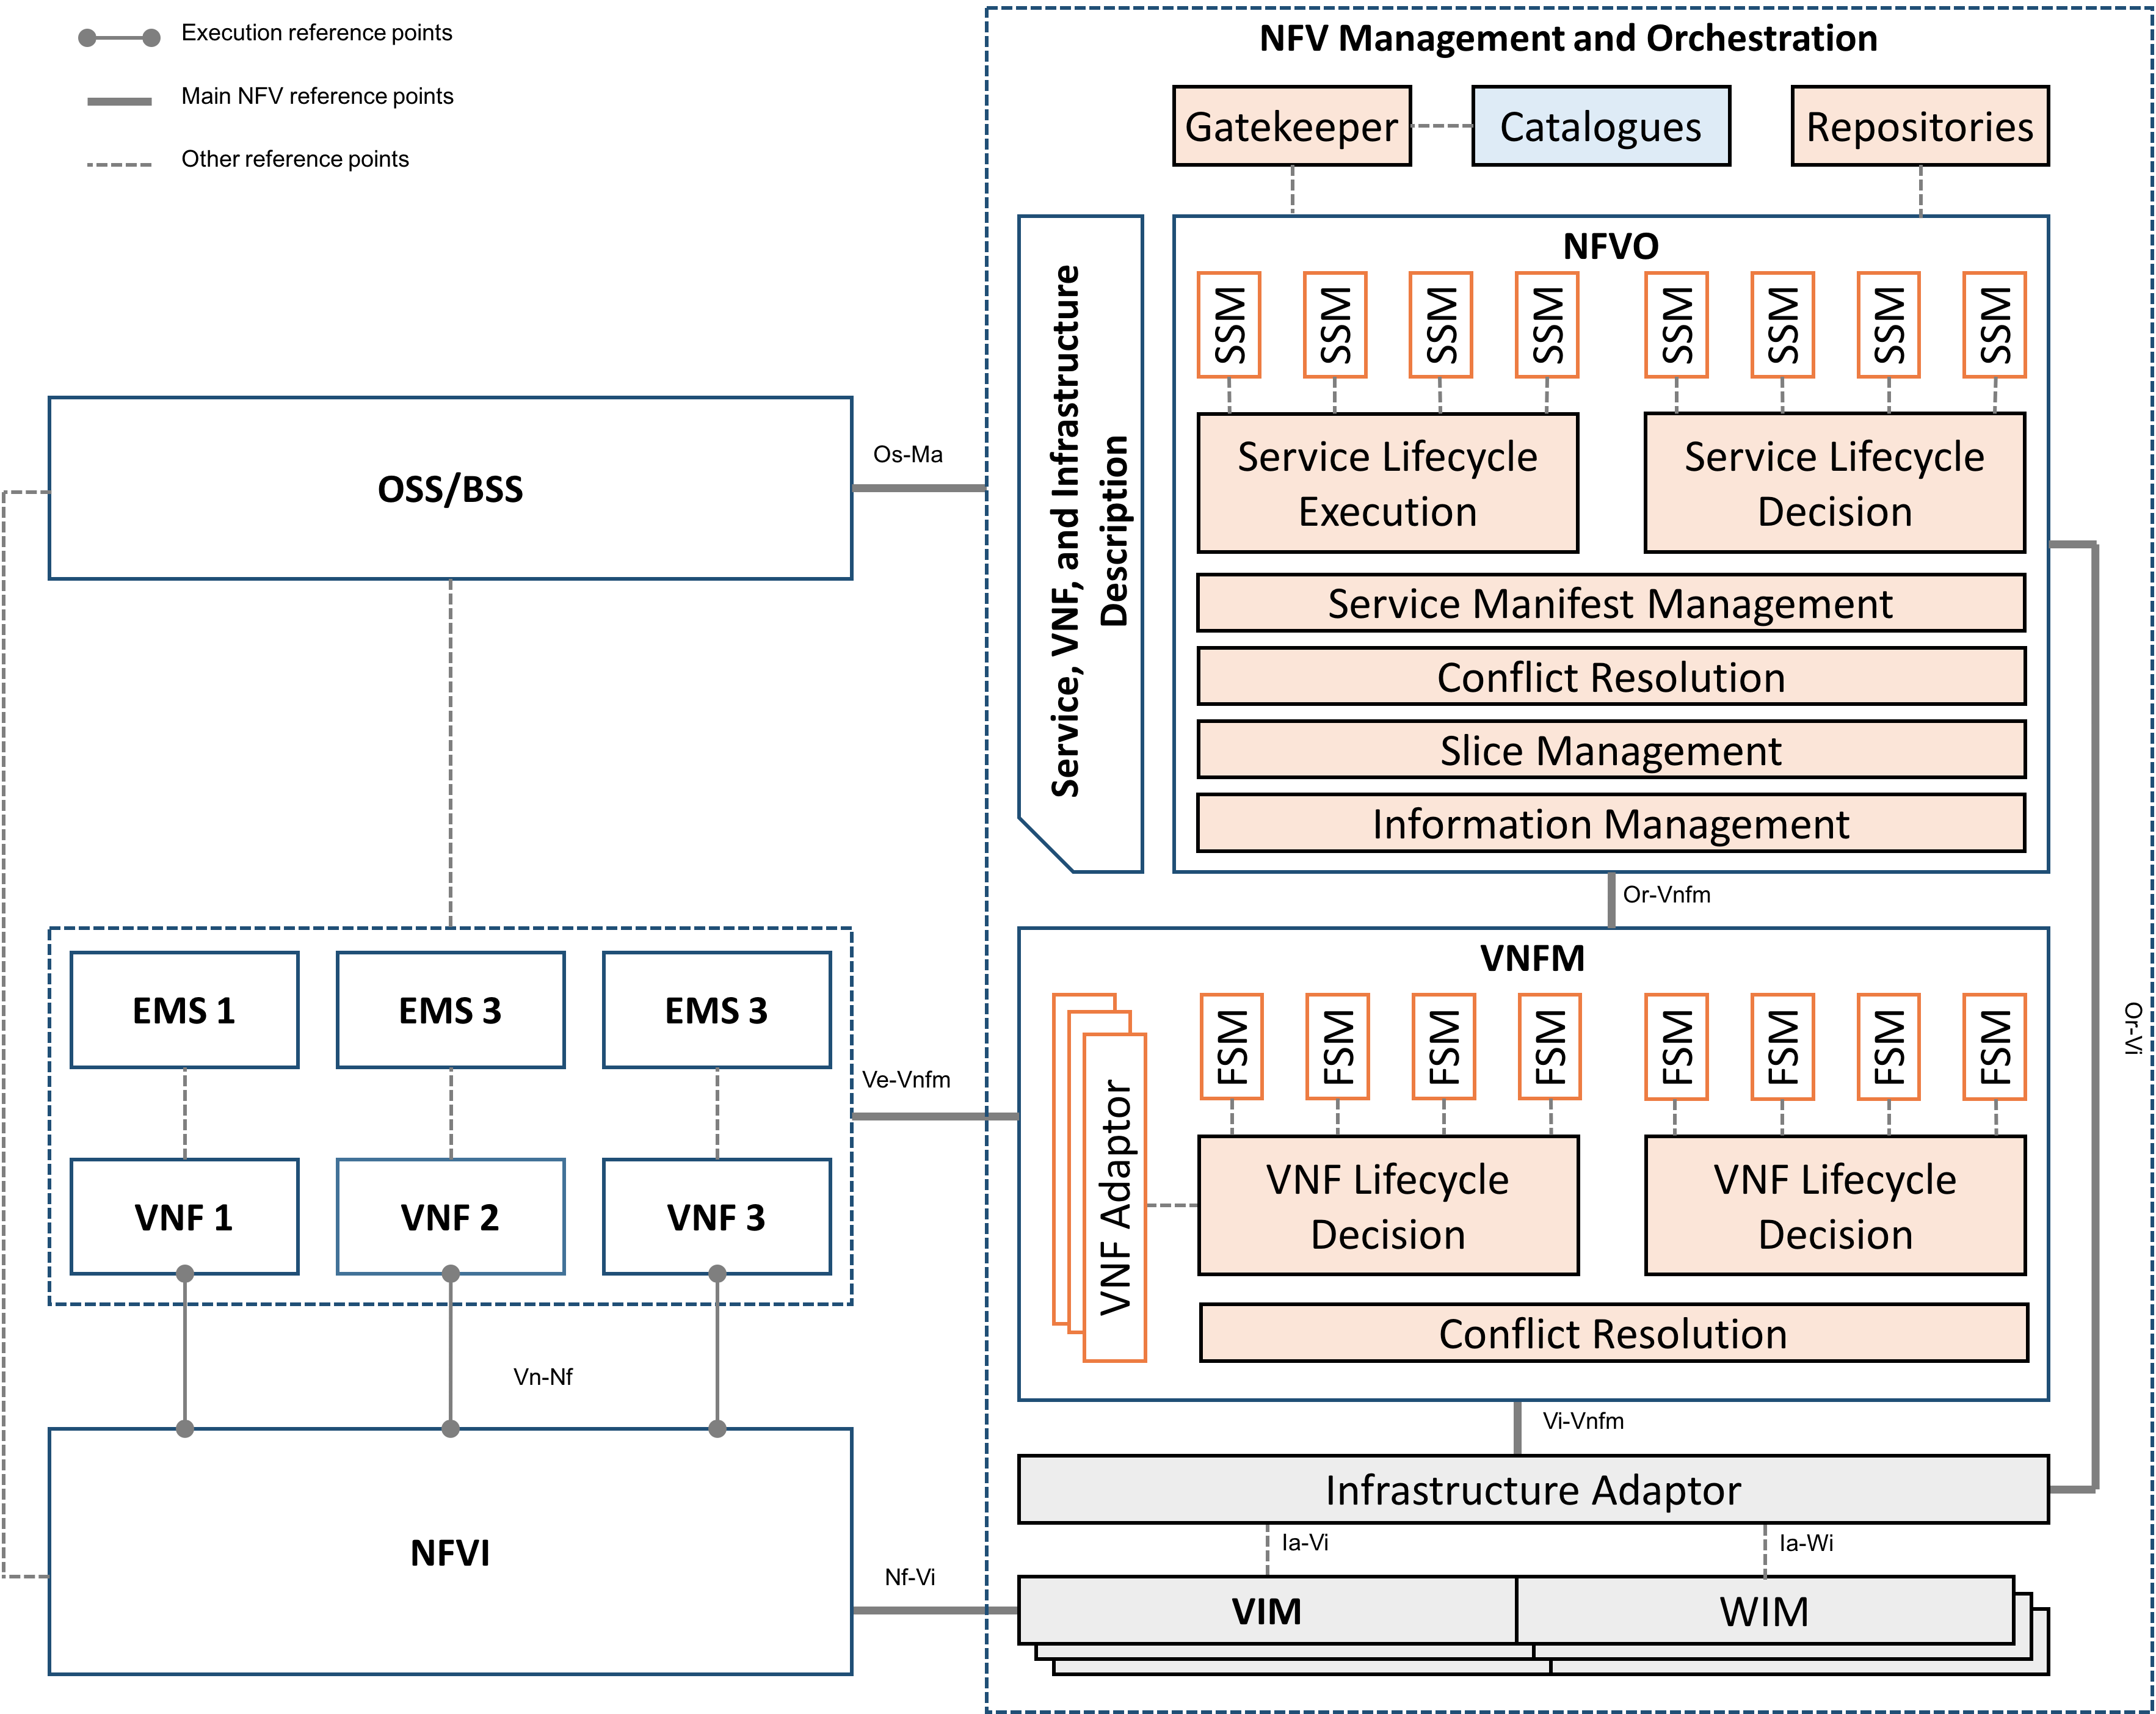 Execution reference points
Main NFV reference points
Other reference points
NFV Management and Orchestration
Gatekeeper
Catalogues
Repositories
Service, VNF, and Infrastructure
Description
NFVO
SSM
SSM
SSM
SSM
SSM
SSM
SSM
SSM
Service Lifecycle
Execution
Service Lifecycle
Decision
Service Manifest Management
Conflict Resolution
Slice Management
Information Management
OSS/BSS
Os-Ma
Or-Vnfm
Or-Vi
EMS 1
EMS 3
EMS 3
VNF 1
VNF 2
VNF 3
Ve-Vnfm
VNFM
VNF Adaptor
FSM
FSM
FSM
FSM
FSM
FSM
FSM
FSM
VNF Lifecycle
Decision
VNF Lifecycle
Decision
Conflict Resolution
Vn-Nf
Vi-Vnfm
NFVI
Nf-Vi
Infrastructure Adaptor
Ia-Vi
Ia-Wi
VIM
WIM